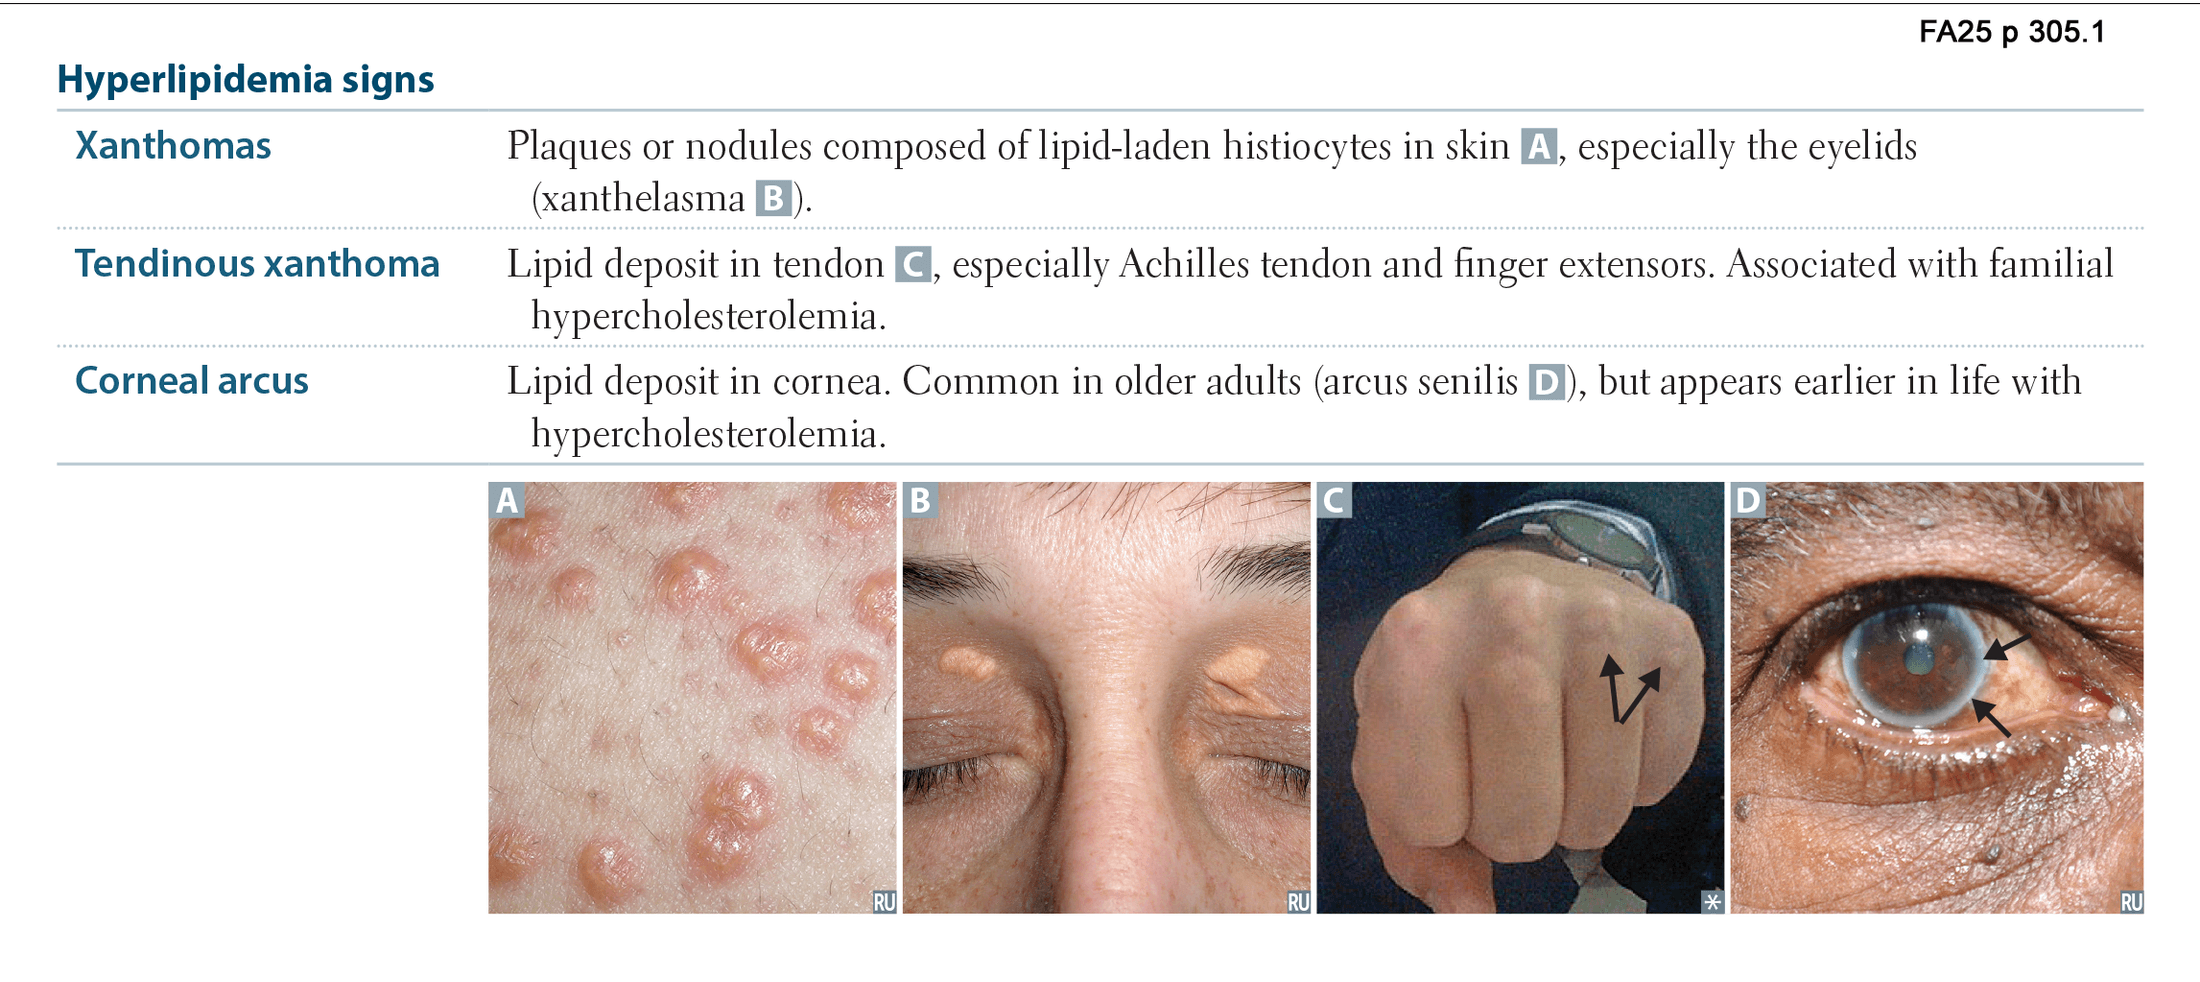 FA25 p 305.1
Hyperlipidemia signs
Xanthomas
Plaques or nodules composed of lipid-laden histiocytes in skin A, especially the eyelids
(xanthelasma B).
Tendinous xanthoma
Lipid deposit in tendon C, especially Achilles tendon and finger extensors. Associated with familial
hypercholesterolemia.
Corneal arcus
Lipid deposit in cornea. Common in older adults (arcus senilis D), but appears earlier in life with
hypercholesterolemia.
A
B
C
D
RU
RU
*
RU